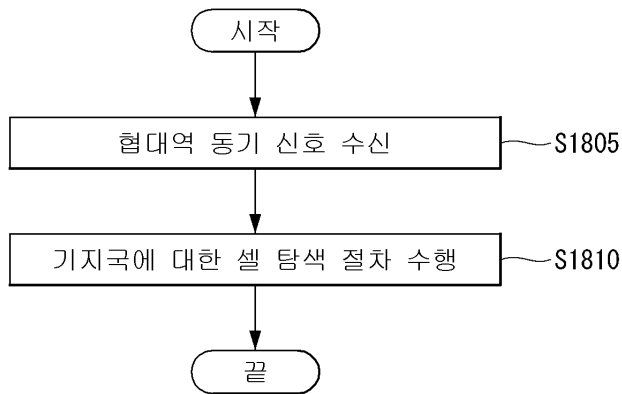 시작
협대역 동기 신호 수신
S1805
기지국에 대한 셀 탐색 절차 수행
S1810
끝